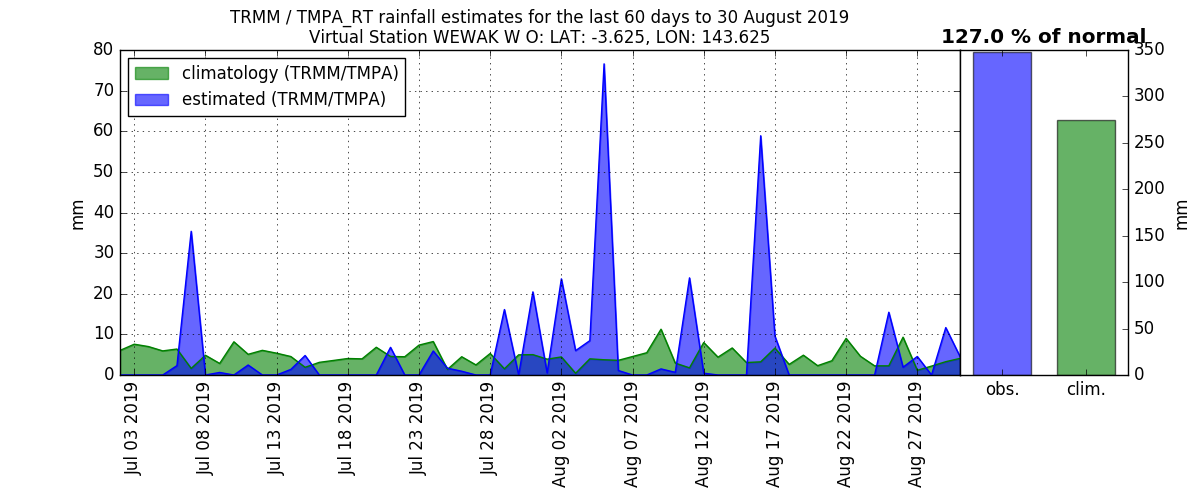 TRMM / TMPA_RT rainfall estimates for the last 60 days to 30 August 2019
Virtual Station WEWAK W O: LAT: -3.625, LON: 143.625
127.0 % of normal
climatology (TRMM/TMPA)
estimated (TRMM/TMPA)
mm
80
70
60
50
40
30
20
10
0
Jul 03 2019
Jul 08 2019
Jul 13 2019
Jul 18 2019
Jul 23 2019
Jul 28 2019
Aug 02 2019
Aug 07 2019
Aug 12 2019
Aug 17 2019
Aug 22 2019
Aug 27 2019
350
300
250
200
150
100
50
0
mm
obs.
clim.